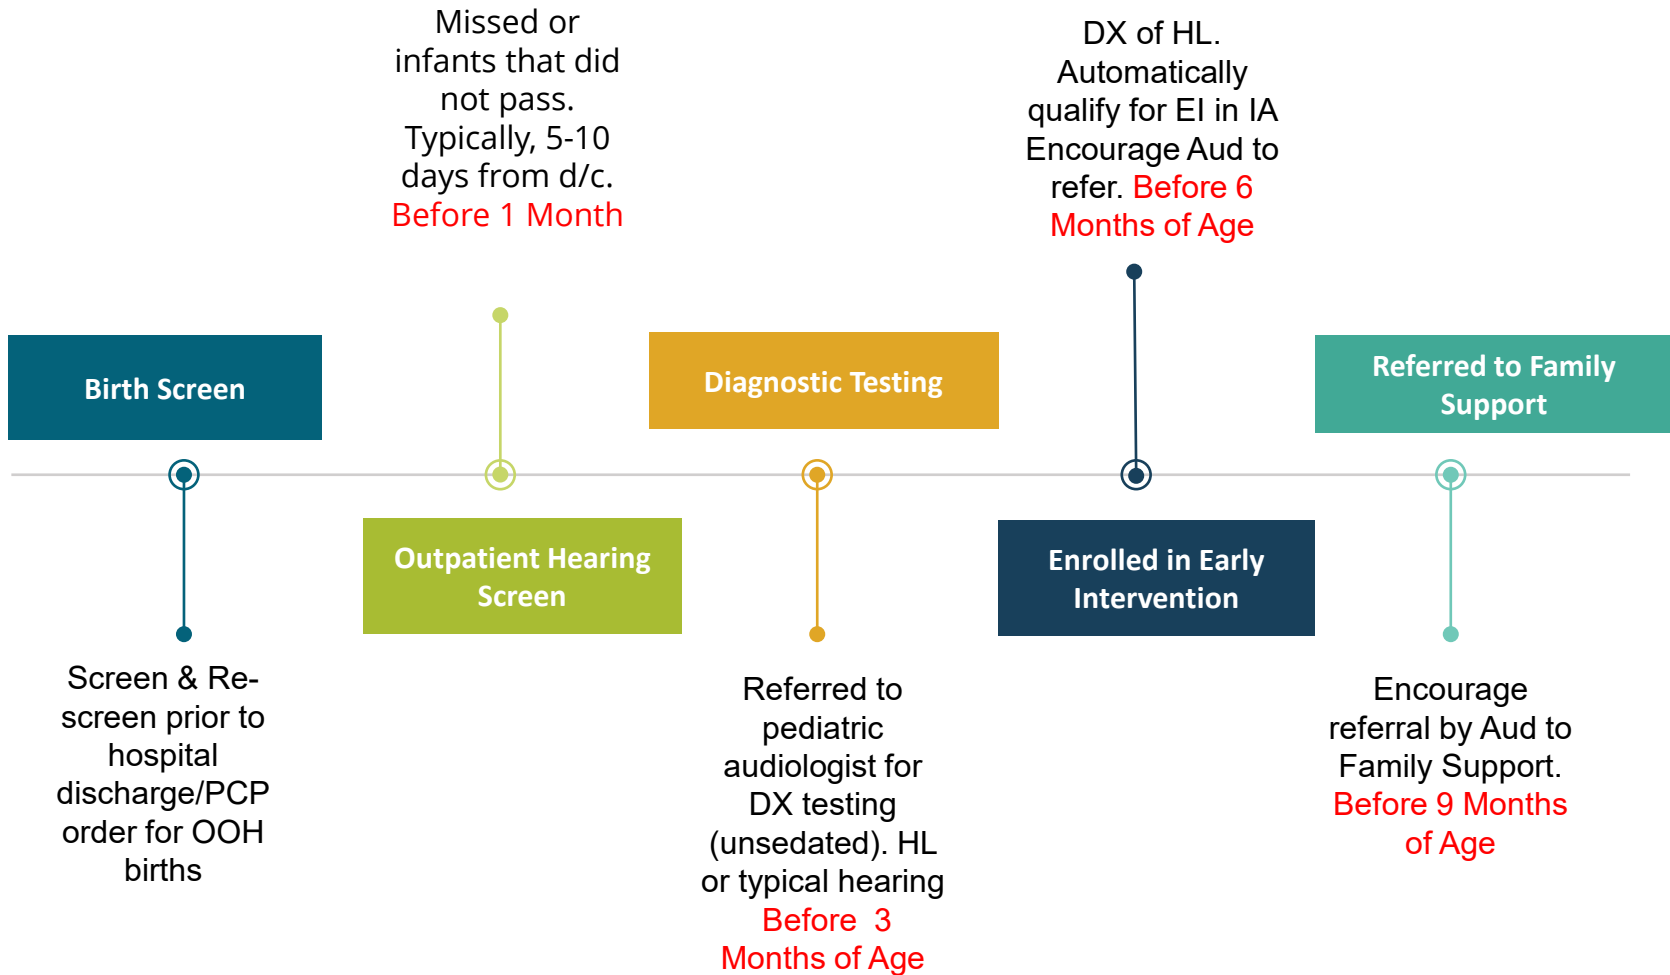 Birth Screen
Screen & Re-
screen prior to
hospital
discharge/PCP
order for OOH
births
Missed or
infants that did
not pass.
Typically, 5-10
days from d/c.
Before 1 Month
Outpatient Hearing
Screen
Diagnostic Testing
Referred to
pediatric
audiologist for
DX testing
(unsedated). HL
or typical hearing
Before 3
Months of Age
DX of HL.
Automatically
qualify for EI in IA
Encourage Aud to
refer. Before 6
Months of Age
Enrolled in Early
Intervention
Referred to Family
Support
Encourage
referral by Aud to
Family Support.
Before 9 Months
of Age